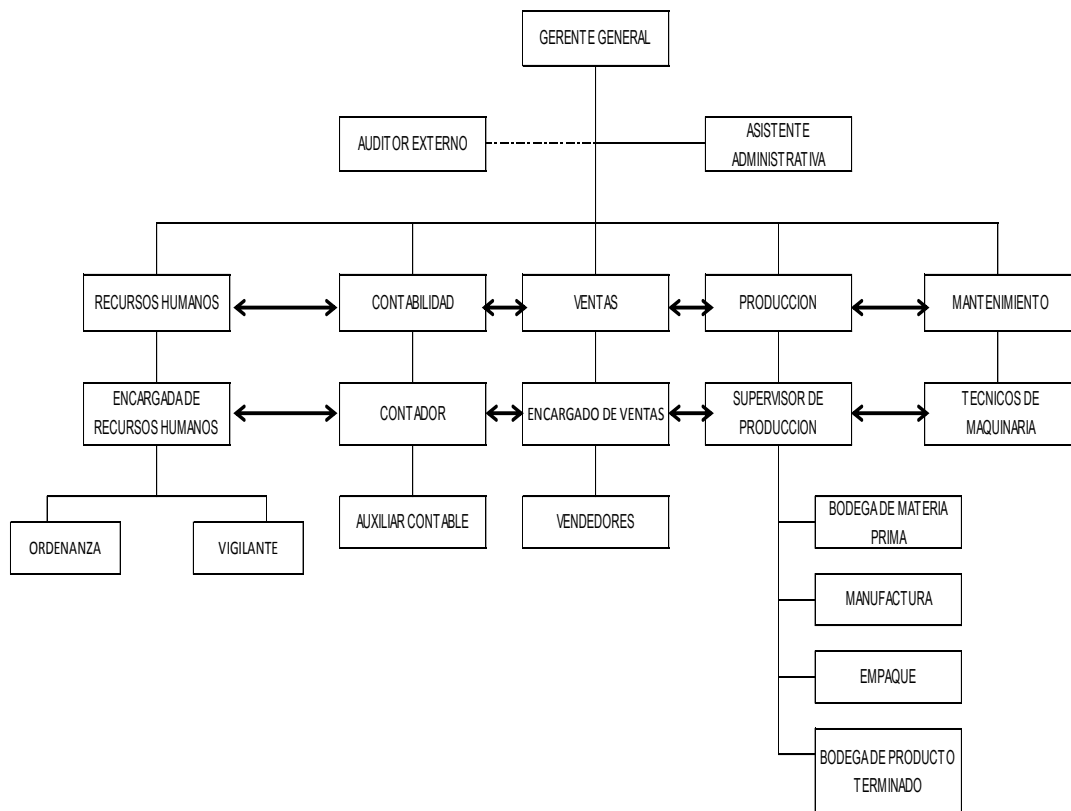 GERENTE GENERAL
AUDITOR EXTERNO
ASISTENTE
ADMINISTRATIVA
RECURSOS HUMANOS
CONTABILIDAD
VENTAS
PRODUCCION
MANTENIMIENTO
ENCARGADA DE
RECURSOS HUMANOS
CONTADOR
ENCARGADO DE VENTAS
SUPERVISOR DE
PRODUCCION
TECNICOS DE
MAQUINARIA
ORDENANZA
VIGILANTE
AUXILIAR CONTABLE
VENDEDORES
BODEGA DE MATERIA
PRIMA
MANUFACTURA
EMPAQUE
BODEGA DE PRODUCTO
TERMINADO